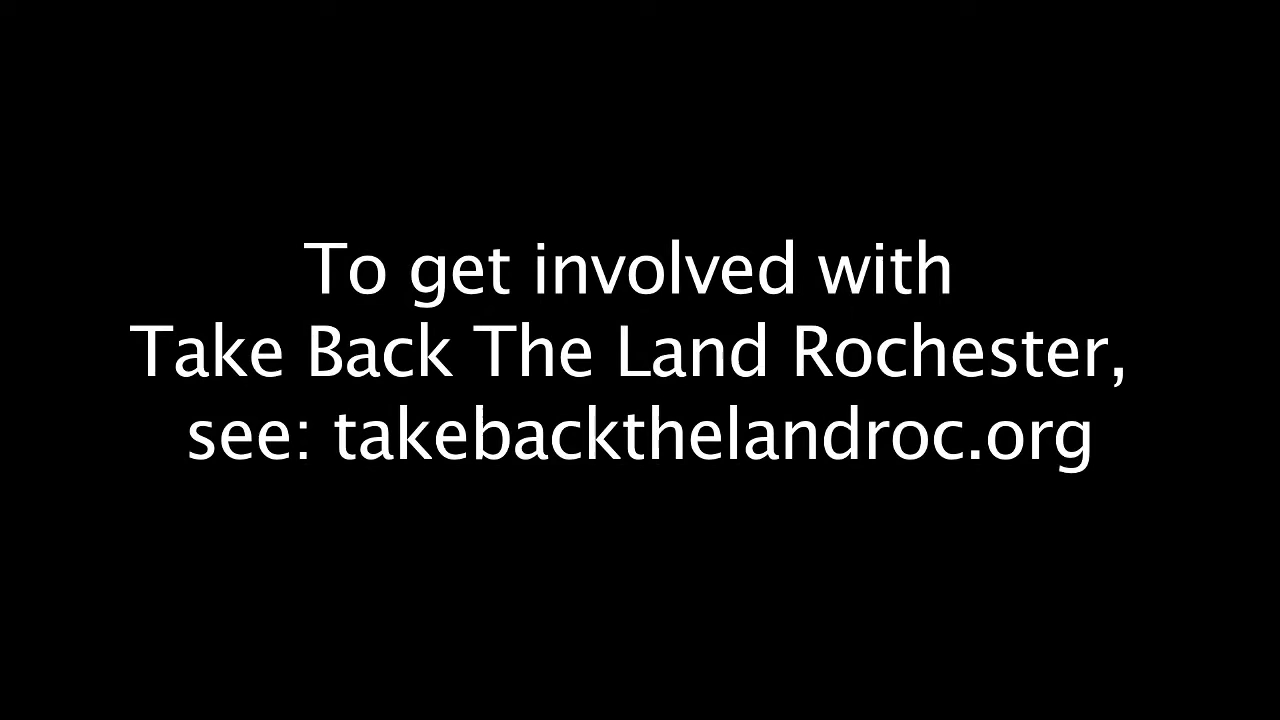 To get involved with
Take Back The Land Rochester,
see: takebackthelandroc.org